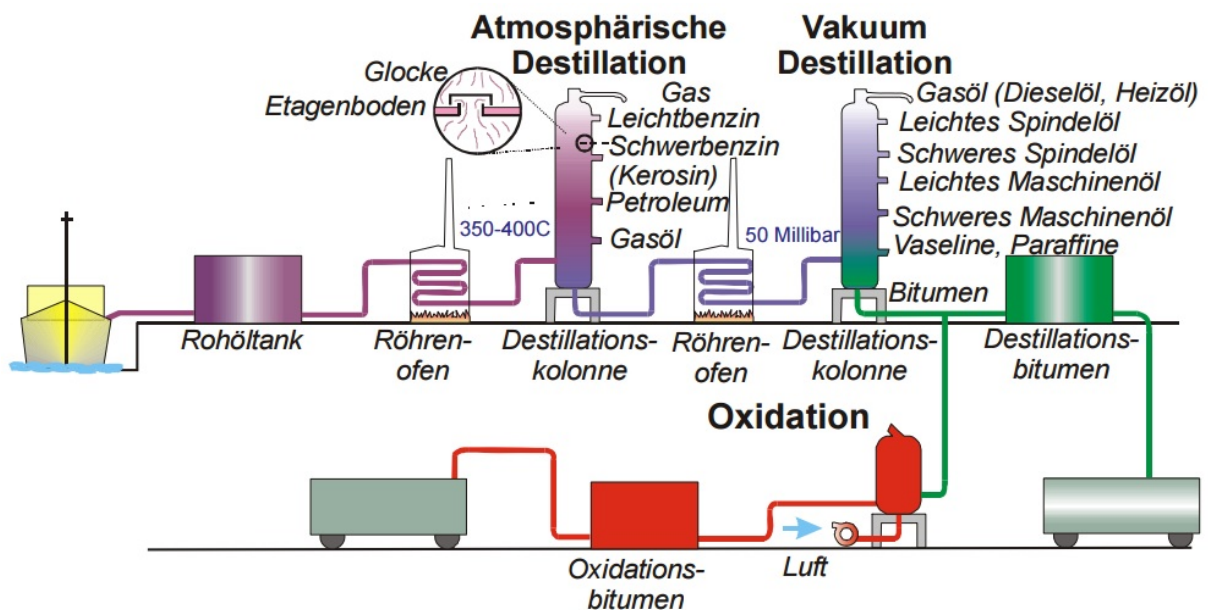 Atmosphärische
Destillation
Vakuum
Destillation
Glocke
Etagenboden
Gas
Leichtbenzin
Schwerbenzin
(Kerosin)
Petroleum
Gasöl
350-400C
Gasöl (Dieselöl, Heizöl)
Leichtes Spindelöl
Schweres Spindelöl
Leichtes Maschinenöl
Schweres Maschinenöl
Vaseline, Paraffine
50 Millibar
Bitumen
Rohöltank
Röhren-
ofen
Destillations-
kolonne
Röhren-
ofen
Destillations-
kolonne
Destillations-
bitumen
Oxidation
Luft
Oxidations-
bitumen